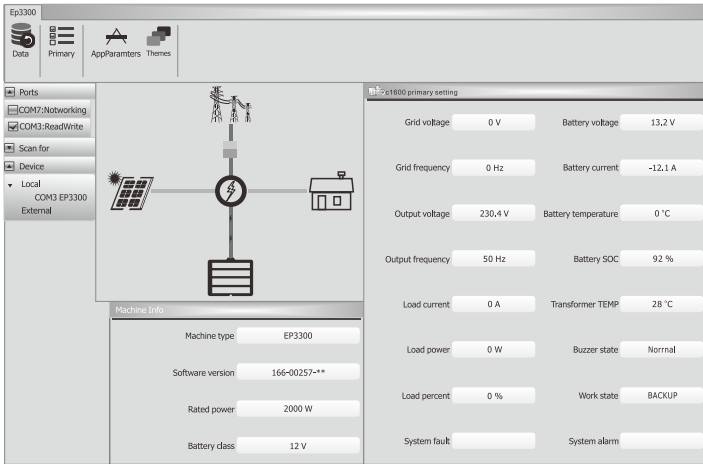 Ep3300
Data Primary AppParamters Themes
Ports
COM7:Notworking
COM3:ReadWrite
Scan for
Device
Local
COM3 EP3300
External
Machine Info
Machine type EP3300
Software version 166-00257-**
Rated power 2000 W
Battery class 12 V
c1600 primary setting
Grid voltage 0 V Battery voltage 13.2 V
Grid frequency 0 Hz Battery current -12.1 A
Output voltage 230.4 V Battery temperature 0 °C
Output frequency 50 Hz Battery SOC 92 %
Load current 0 A Transformer TEMP 28 °C
Load power 0 W Buzzer state Norrnal
Load percent 0 % Work state BACKUP
System fault System alarm